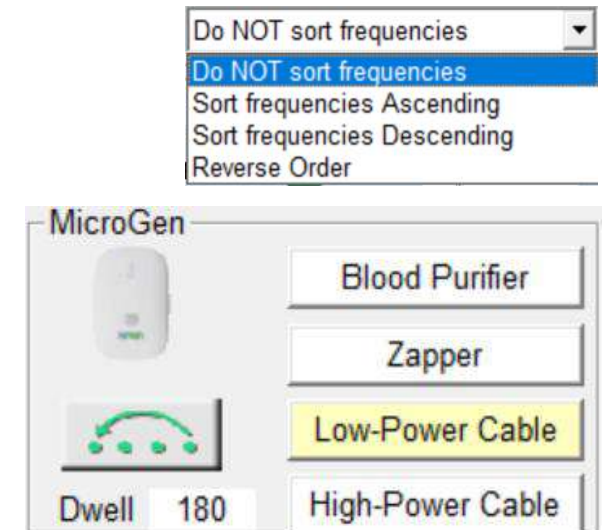 Do NOT sort frequencies
Do NOT sort frequencies
Sort frequencies Ascending
Sort frequencies Descending
Reverse Order
MicroGen
Blood Purifier
Zapper
Low-Power Cable
Dwell 180 High-Power Cable